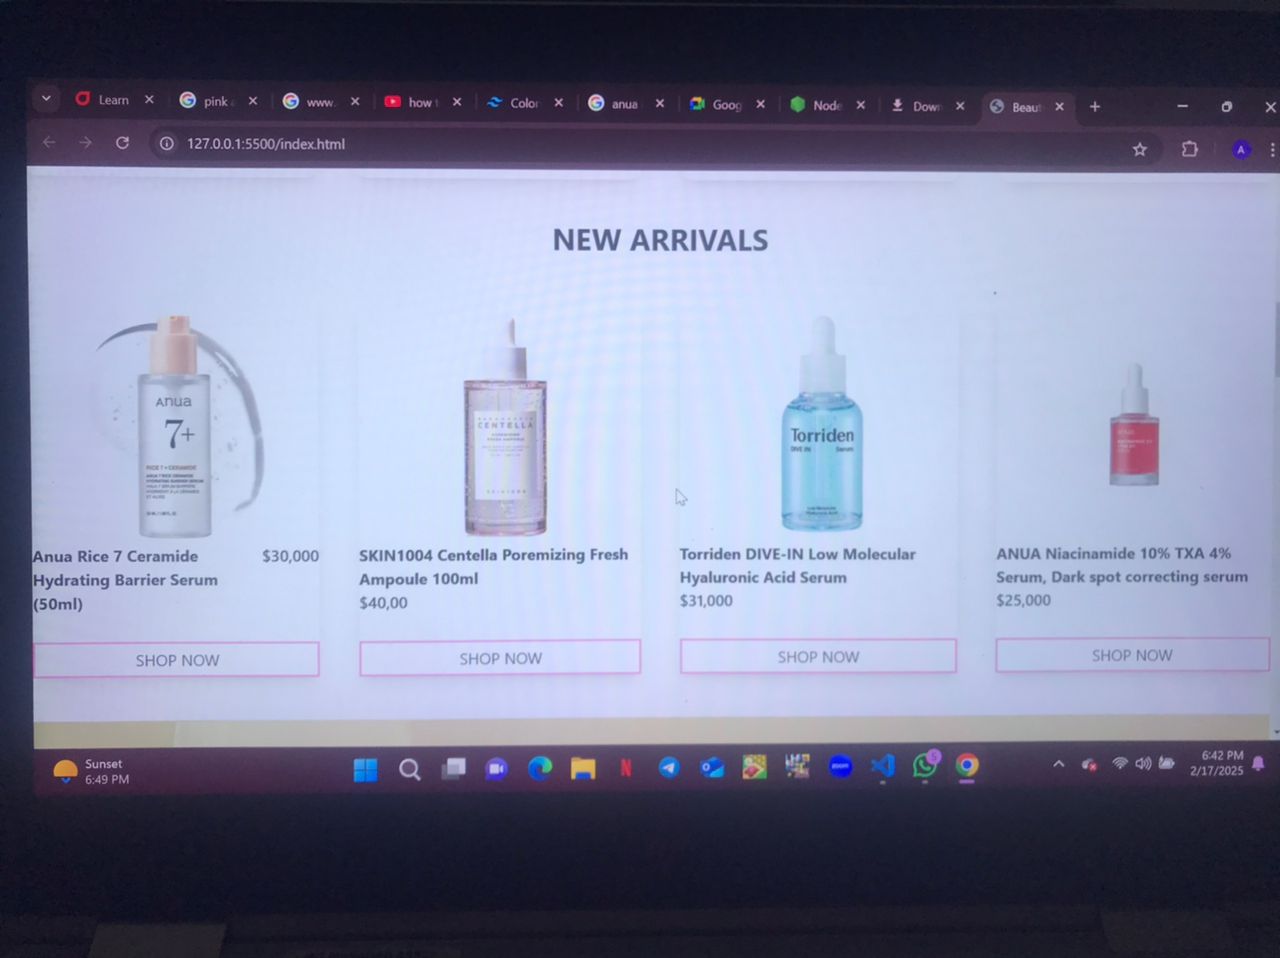 Learn
pink
www.
how t
Color
anua
Goog
Node
Down
Beau
127.0.0.1:5500/index.html
A
NEW ARRIVALS
Anua
7+
RICE 7 + CERAMIDE
CENTELLA
SKIN1004
Torriden
DIVE IN Serum
Anua Rice 7 Ceramide $30,000
Hydrating Barrier Serum
(50ml)
SHOP NOW
SKIN1004 Centella Poremizing Fresh
Ampoule 100ml
$40,00
SHOP NOW
Torriden DIVE-IN Low Molecular
Hyaluronic Acid Serum
$31,000
SHOP NOW
ANUA Niacinamide 10% TXA 4%
Serum, Dark spot correcting serum
$25,000
SHOP NOW
Sunset
6:49 PM
zoom
5
6:42 PM
2/17/2025